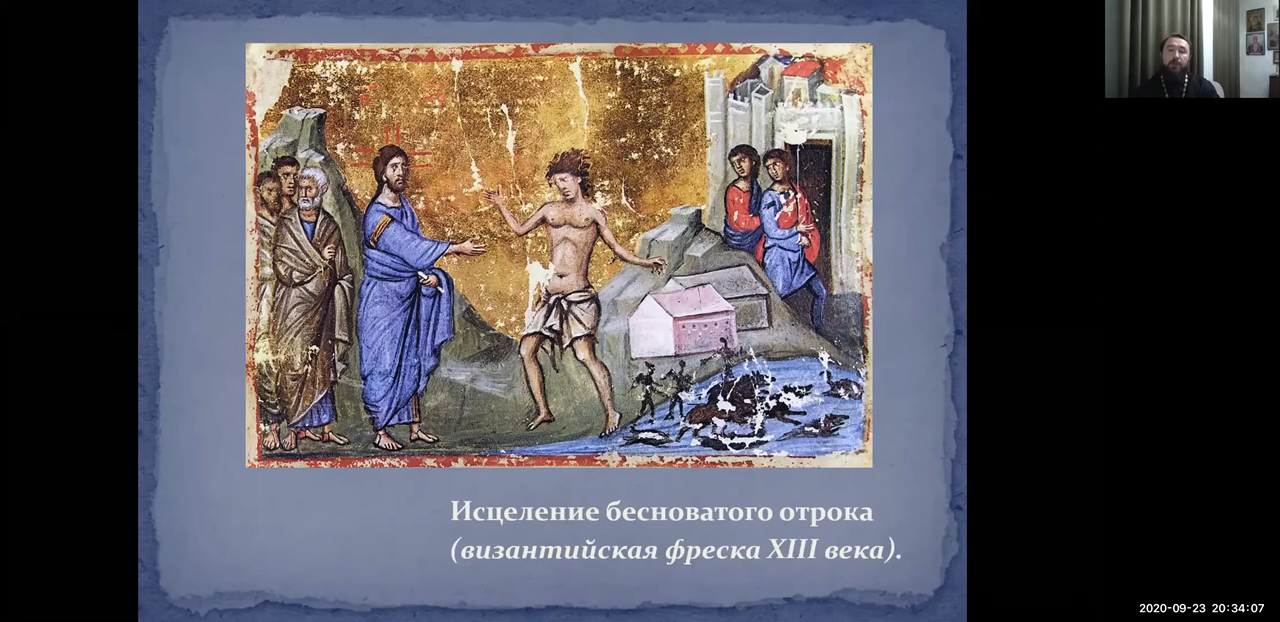 Исцеление бесноватого отрока
(византийская фреска XIII века).
2020-09-23 20:34:07